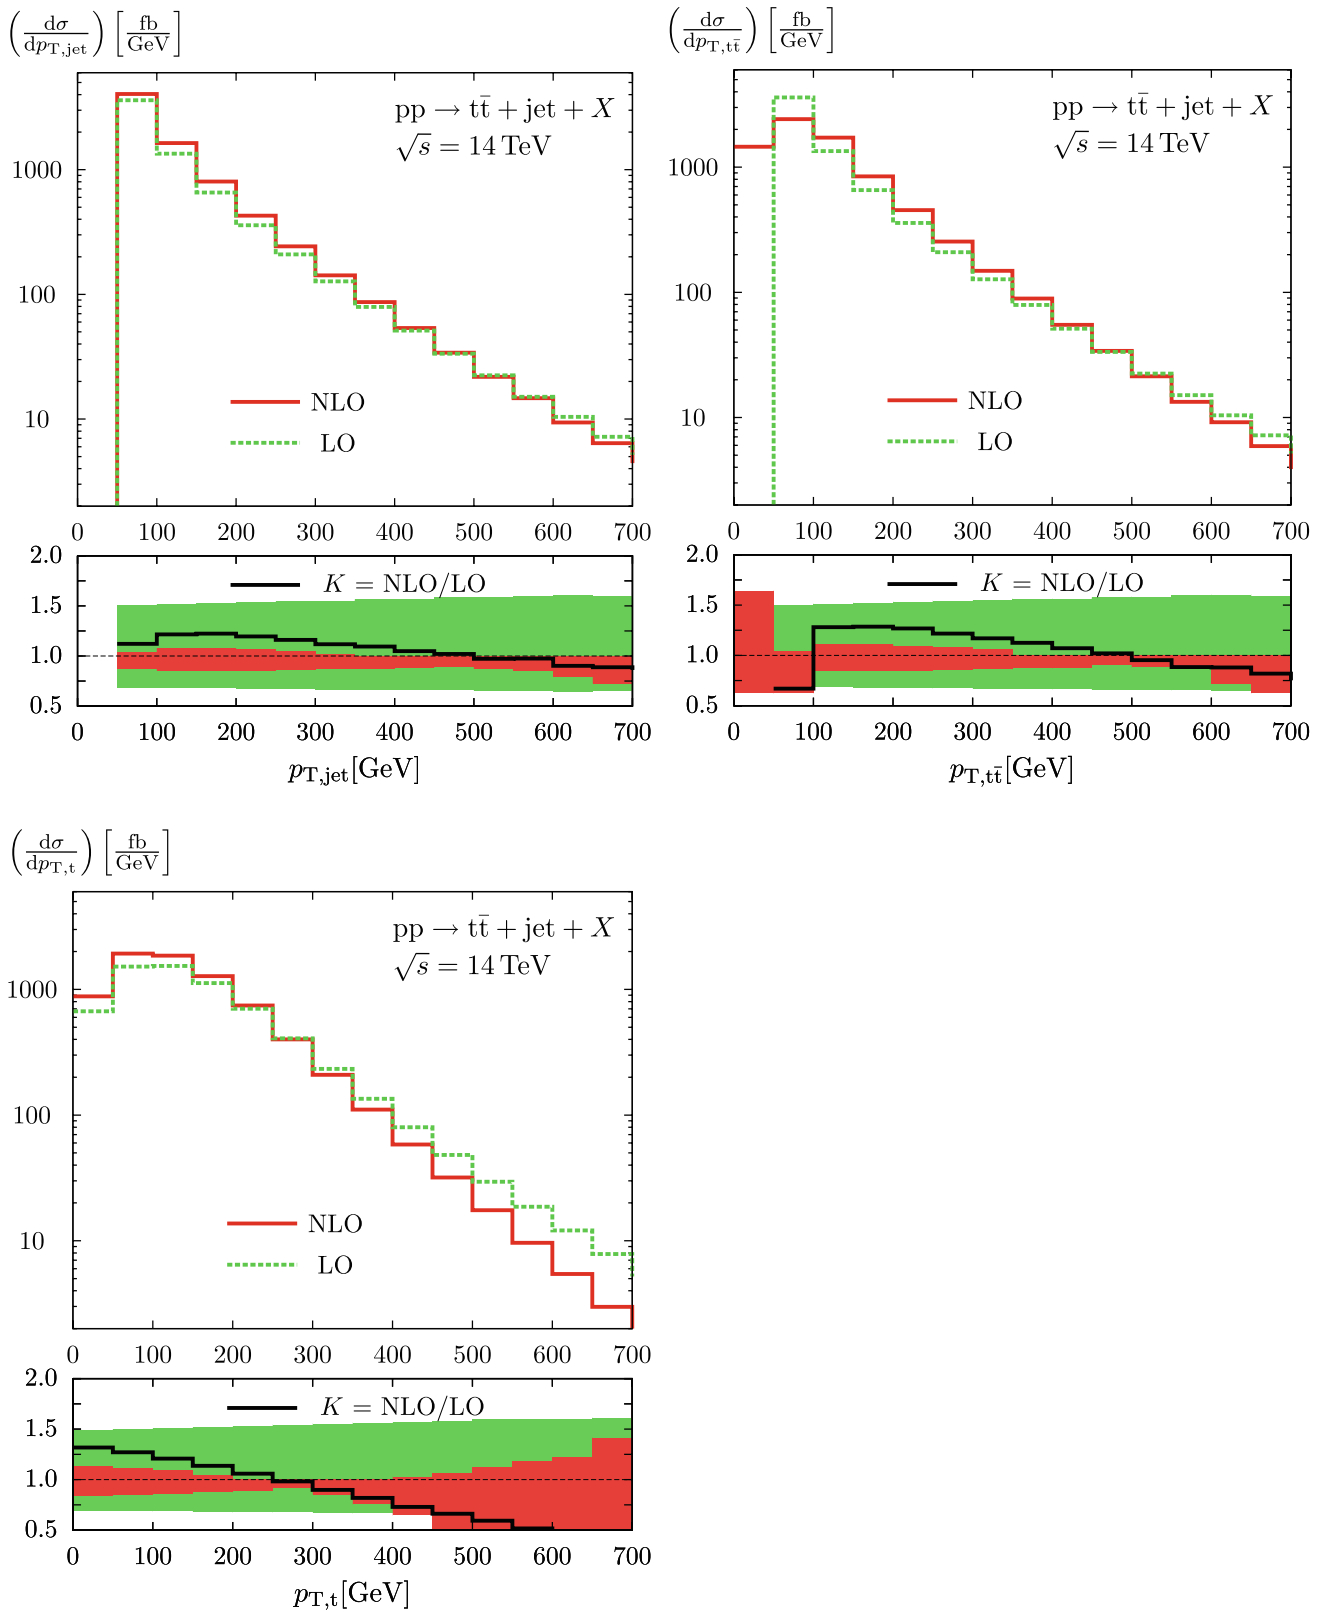 (dσ/dp_T,jet) [fb/GeV]
pp → tt̄ + jet + X
√s = 14 TeV
1000
100
10
NLO
LO
0 100 200 300 400 500 600 700
2.0
1.5
1.0
0.5
K = NLO/LO
0 100 200 300 400 500 600 700
p_T,jet[GeV]
(dσ/dp_T,tt̄) [fb/GeV]
pp → tt̄ + jet + X
√s = 14 TeV
1000
100
10
NLO
LO
0 100 200 300 400 500 600 700
2.0
1.5
1.0
0.5
K = NLO/LO
0 100 200 300 400 500 600 700
p_T,tt̄[GeV]
(dσ/dp_T,t) [fb/GeV]
pp → tt̄ + jet + X
√s = 14 TeV
1000
100
10
NLO
LO
0 100 200 300 400 500 600 700
2.0
1.5
1.0
0.5
K = NLO/LO
0 100 200 300 400 500 600 700
p_T,t[GeV]